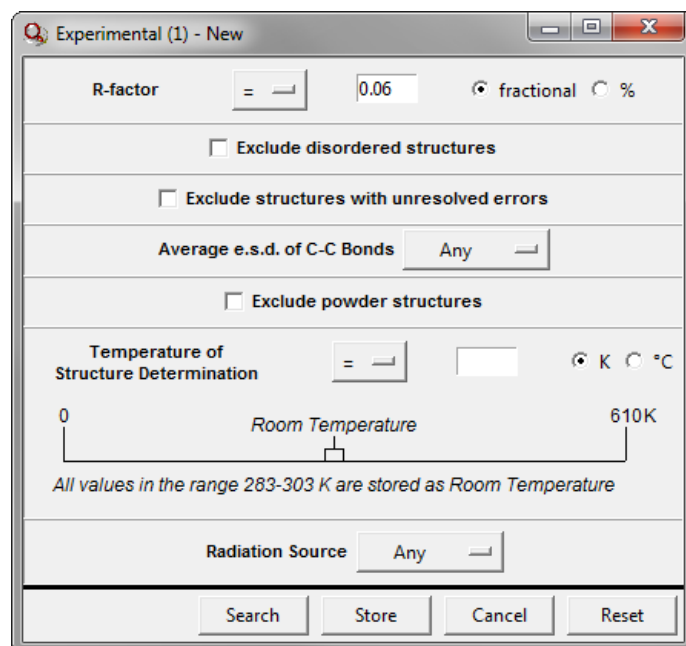 Experimental (1) - New
R-factor = 0.06 fractional %
Exclude disordered structures
Exclude structures with unresolved errors
Average e.s.d. of C-C Bonds Any
Exclude powder structures
Temperature of
Structure Determination = K °C
0 610K
Room Temperature
All values in the range 283-303 K are stored as Room Temperature
Radiation Source Any
Search Store Cancel Reset